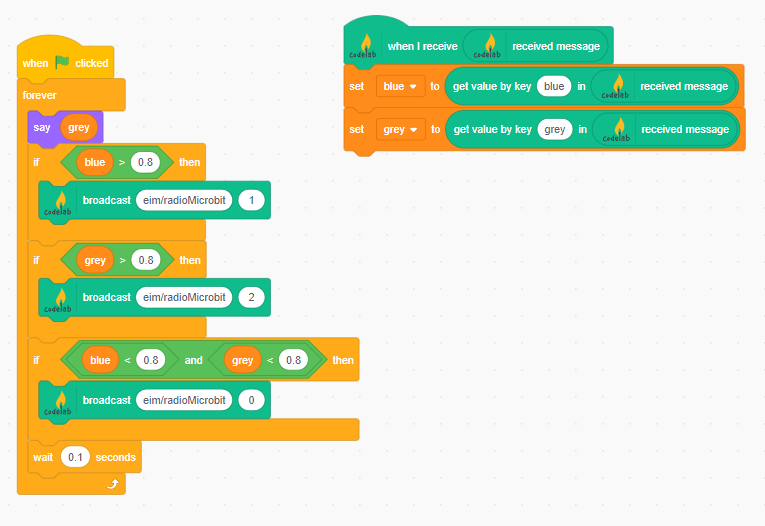 when clicked
forever
say grey
if blue > 0.8 then
codelab broadcast eim/radioMicrobit 1
if grey > 0.8 then
codelab broadcast eim/radioMicrobit 2
if blue < 0.8 and grey < 0.8 then
codelab broadcast eim/radioMicrobit 0
wait 0.1 seconds
codelab when I receive codelab received message
set blue to get value by key blue in codelab received message
set grey to get value by key grey in codelab received message